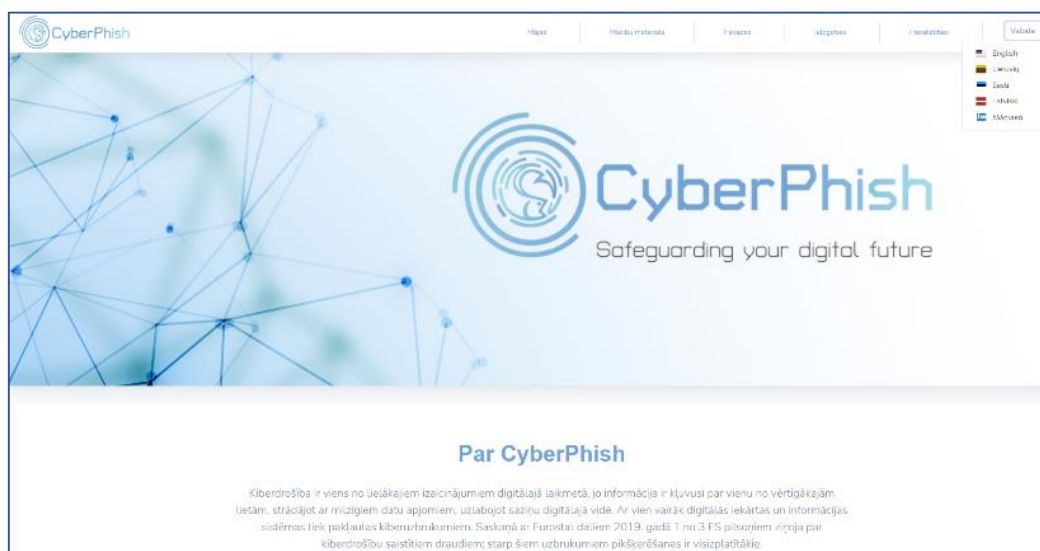 CyberPhish
Mājas Mācību materiāls Ielogoties Pierakstīties Valoda
English
Lietuvių
Eesti
Latviski
Ελληνικά
CyberPhish
Safeguarding your digital future
Par CyberPhish
Kiberdrošība ir viens no lielākajiem izaicinājumiem digitālajā laikmetā, jo informācija ir kļuvusi par vienu no vērtīgākajām
lietām, strādājot ar milzīgiem datu apjomiem, uzlabojot saziņu digitālajā vidē. Ar vien vairāk digitālās iekārtas un informācijas
sistēmas tiek pakļautas kiberuzbrukumiem. Saskaņā ar Eurostat datiem 2019. gadā 1 no 3 ES pilsoņiem ziņoja par
kiberdrošību saistītiem draudiem; starp šiem uzbrukumiem pikšķerēšanas ir visizplatītākie.